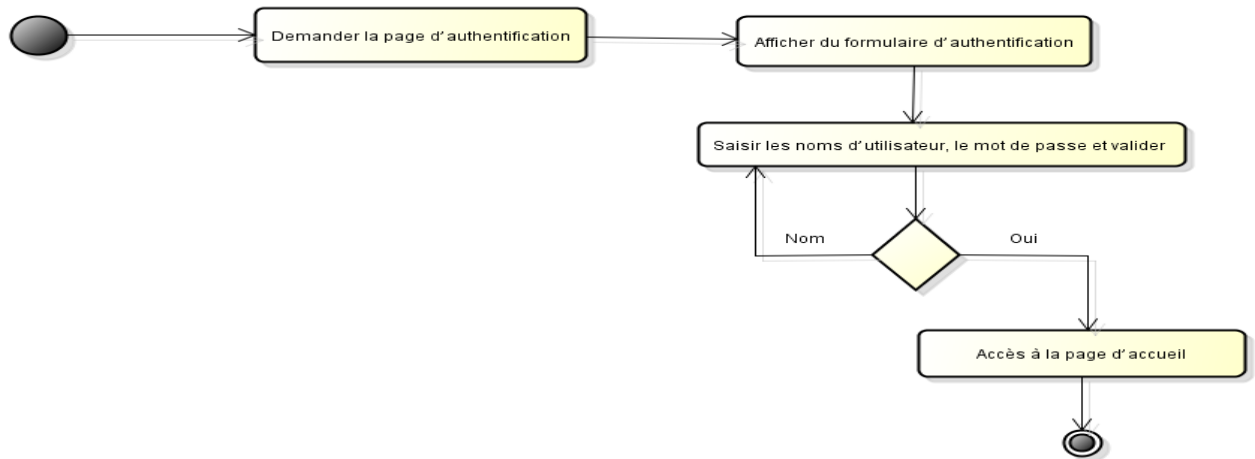 Demander la page d'authentification
Afficher du formulaire d'authentification
Saisir les noms d'utilisateur, le mot de passe et valider
Nom
Oui
Accès à la page d'accueil